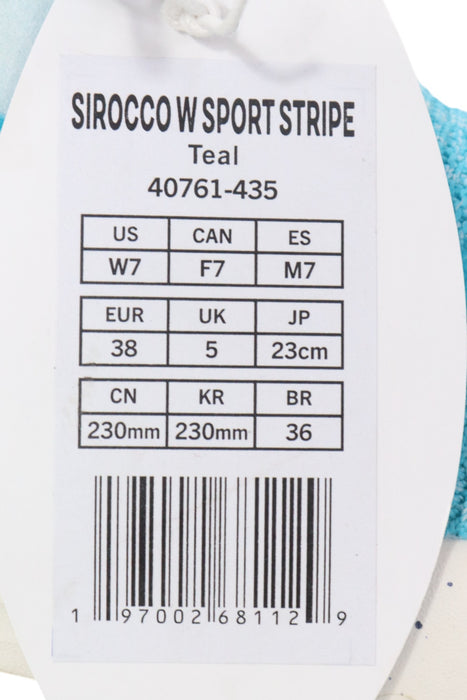 SIROCCO W SPORT STRIPE
Teal
40761-435
US CAN ES
W7 F7 M7
EUR UK JP
38 5 23cm
CN KR BR
230mm 230mm 36
1 97002 68112 9